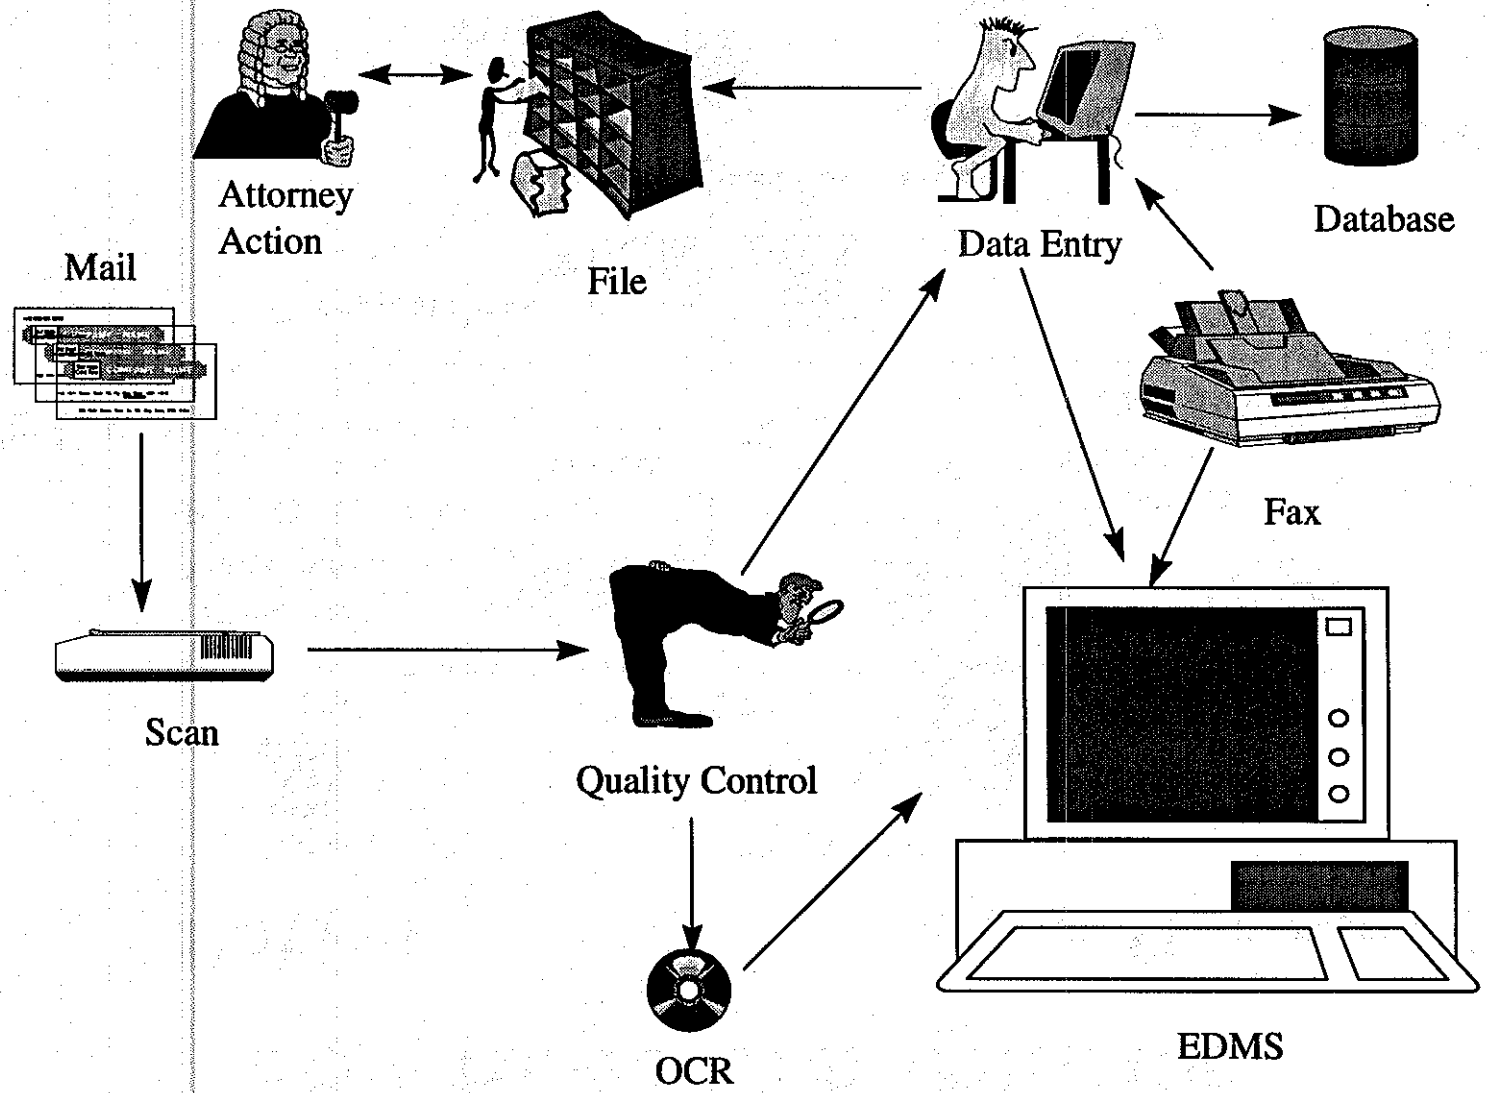 Attorney
Action
File
Data Entry
Database
Mail
Fax
Scan
Quality Control
OCR
EDMS